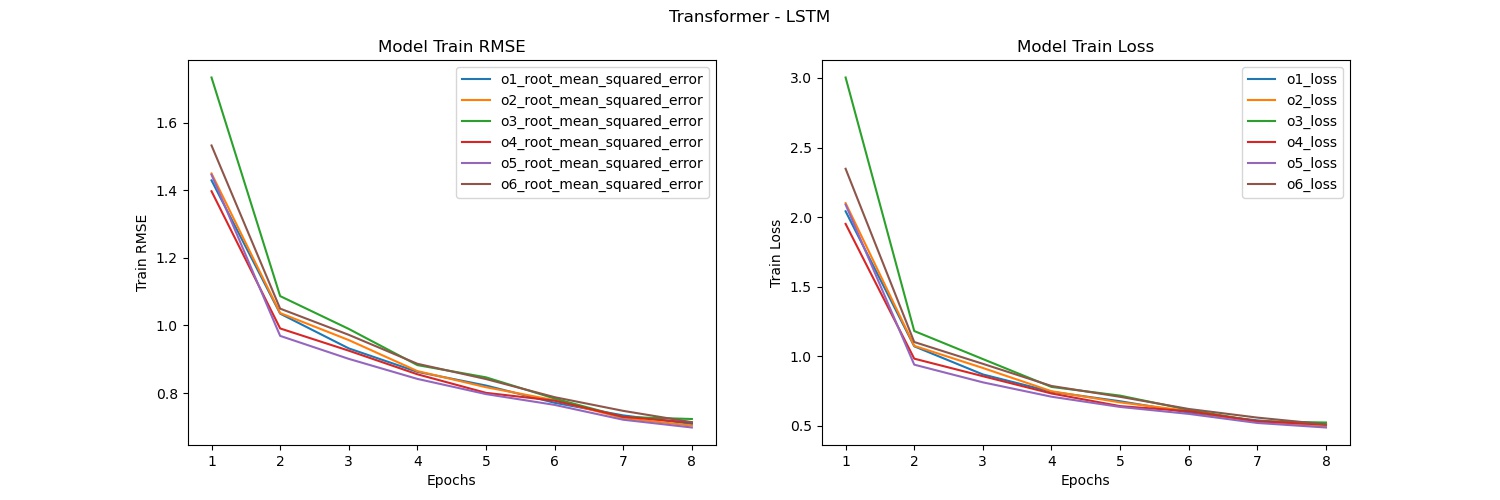 Transformer - LSTM
Model Train RMSE
Train RMSE
1.6
1.4
1.2
1.0
0.8
o1_root_mean_squared_error
o2_root_mean_squared_error
o3_root_mean_squared_error
o4_root_mean_squared_error
o5_root_mean_squared_error
o6_root_mean_squared_error
1 2 3 4 5 6 7 8
Epochs
Model Train Loss
Train Loss
3.0
2.5
2.0
1.5
1.0
0.5
o1_loss
o2_loss
o3_loss
o4_loss
o5_loss
o6_loss
1 2 3 4 5 6 7 8
Epochs